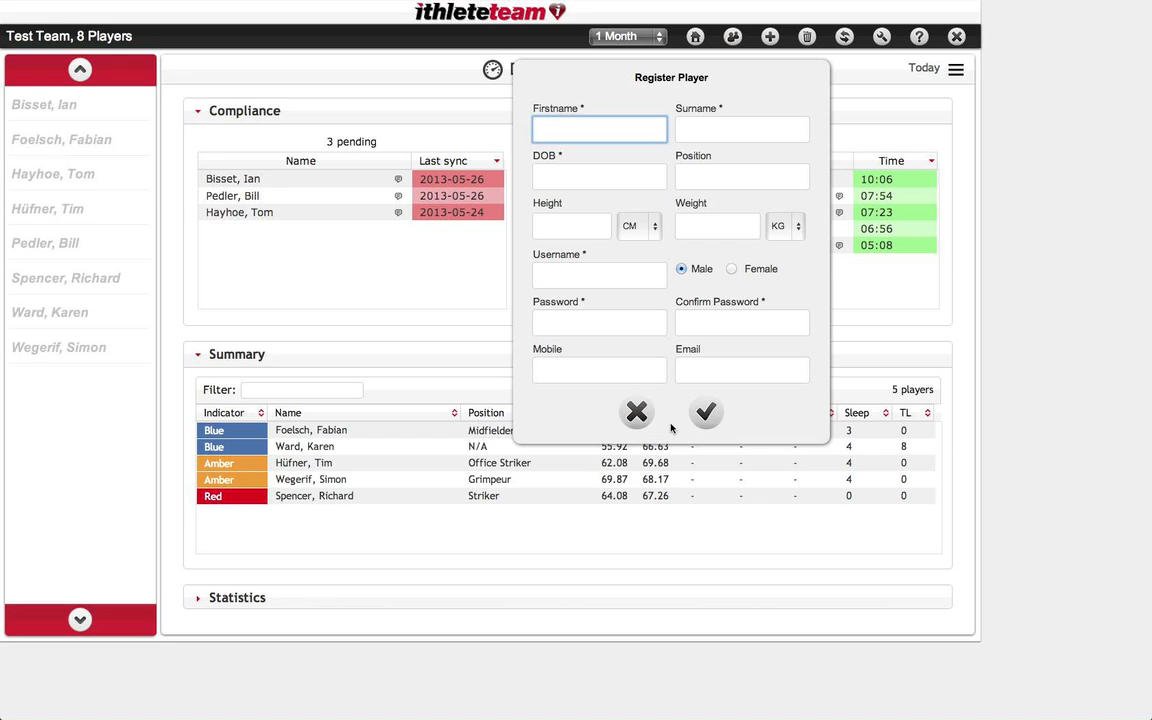 ithleteteam
Test Team, 8 Players
1 Month
Today
Bisset, Ian
Foelsch, Fabian
Hayhoe, Tom
Hüfner, Tim
Pedler, Bill
Spencer, Richard
Ward, Karen
Wegerif, Simon
Compliance
3 pending
Name Last sync
Bisset, Ian 2013-05-26
Pedler, Bill 2013-05-26
Hayhoe, Tom 2013-05-24
Time
10:06
07:54
07:23
06:56
05:08
Register Player
Firstname * Surname *
DOB * Position
Height Weight
CM KG
Username *
Male Female
Password * Confirm Password *
Mobile Email
Summary
Filter: 5 players
Indicator Name Position Sleep TL
Blue Foelsch, Fabian Midfielder 3 0
Blue Ward, Karen N/A 55.92 66.63 - - - 4 8
Amber Hüfner, Tim Office Striker 62.08 69.68 - - - 4 0
Amber Wegerif, Simon Grimpeur 69.87 68.17 - - - 4 0
Red Spencer, Richard Striker 64.08 67.26 - - - 0 0
Statistics